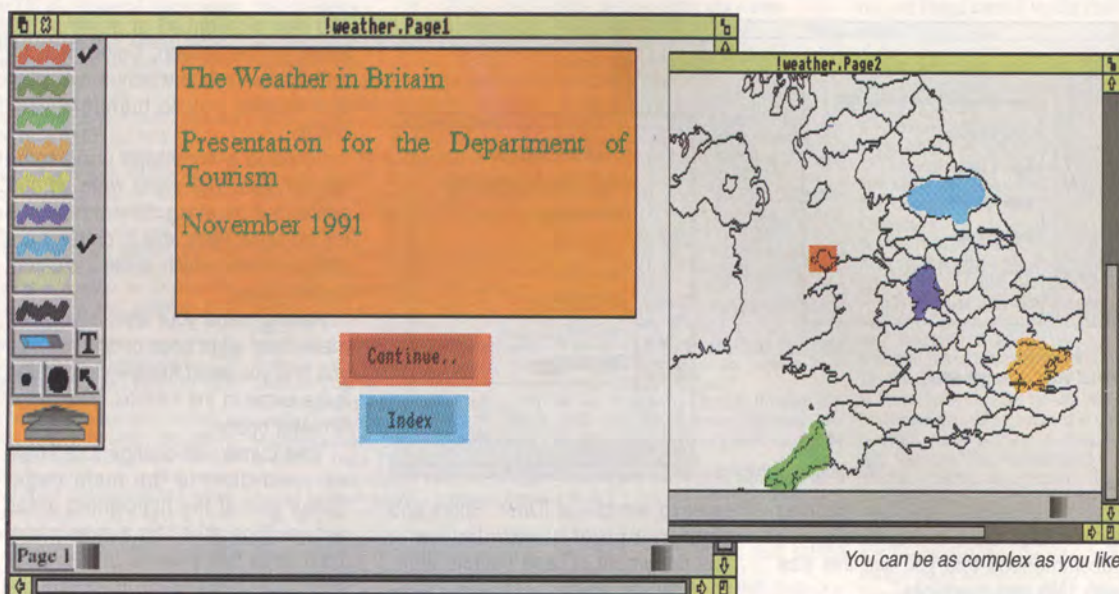 !weather.Page1
The Weather in Britain
Presentation for the Department of
Tourism
November 1991
Continue..
Index
T
Page 1
!weather.Page2
You can be as complex as you like